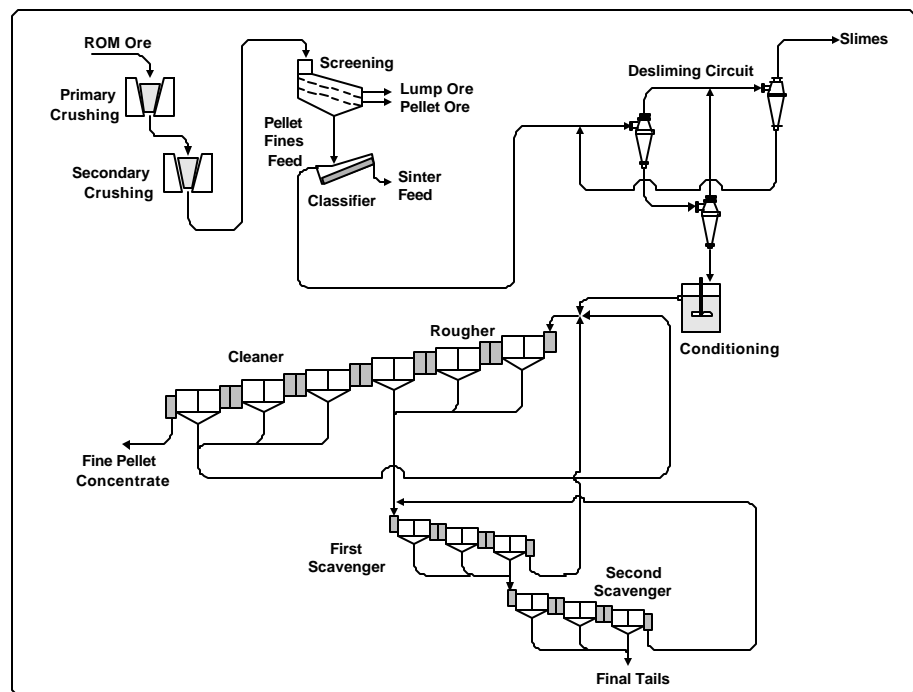 ROM Ore
Primary
Crushing
Secondary
Crushing
Screening
Lump Ore
Pellet Ore
Pellet
Fines
Feed
Classifier
Sinter
Feed
Desliming Circuit
Slimes
Conditioning
Rougher
Cleaner
Fine Pellet
Concentrate
First
Scavenger
Second
Scavenger
Final Tails